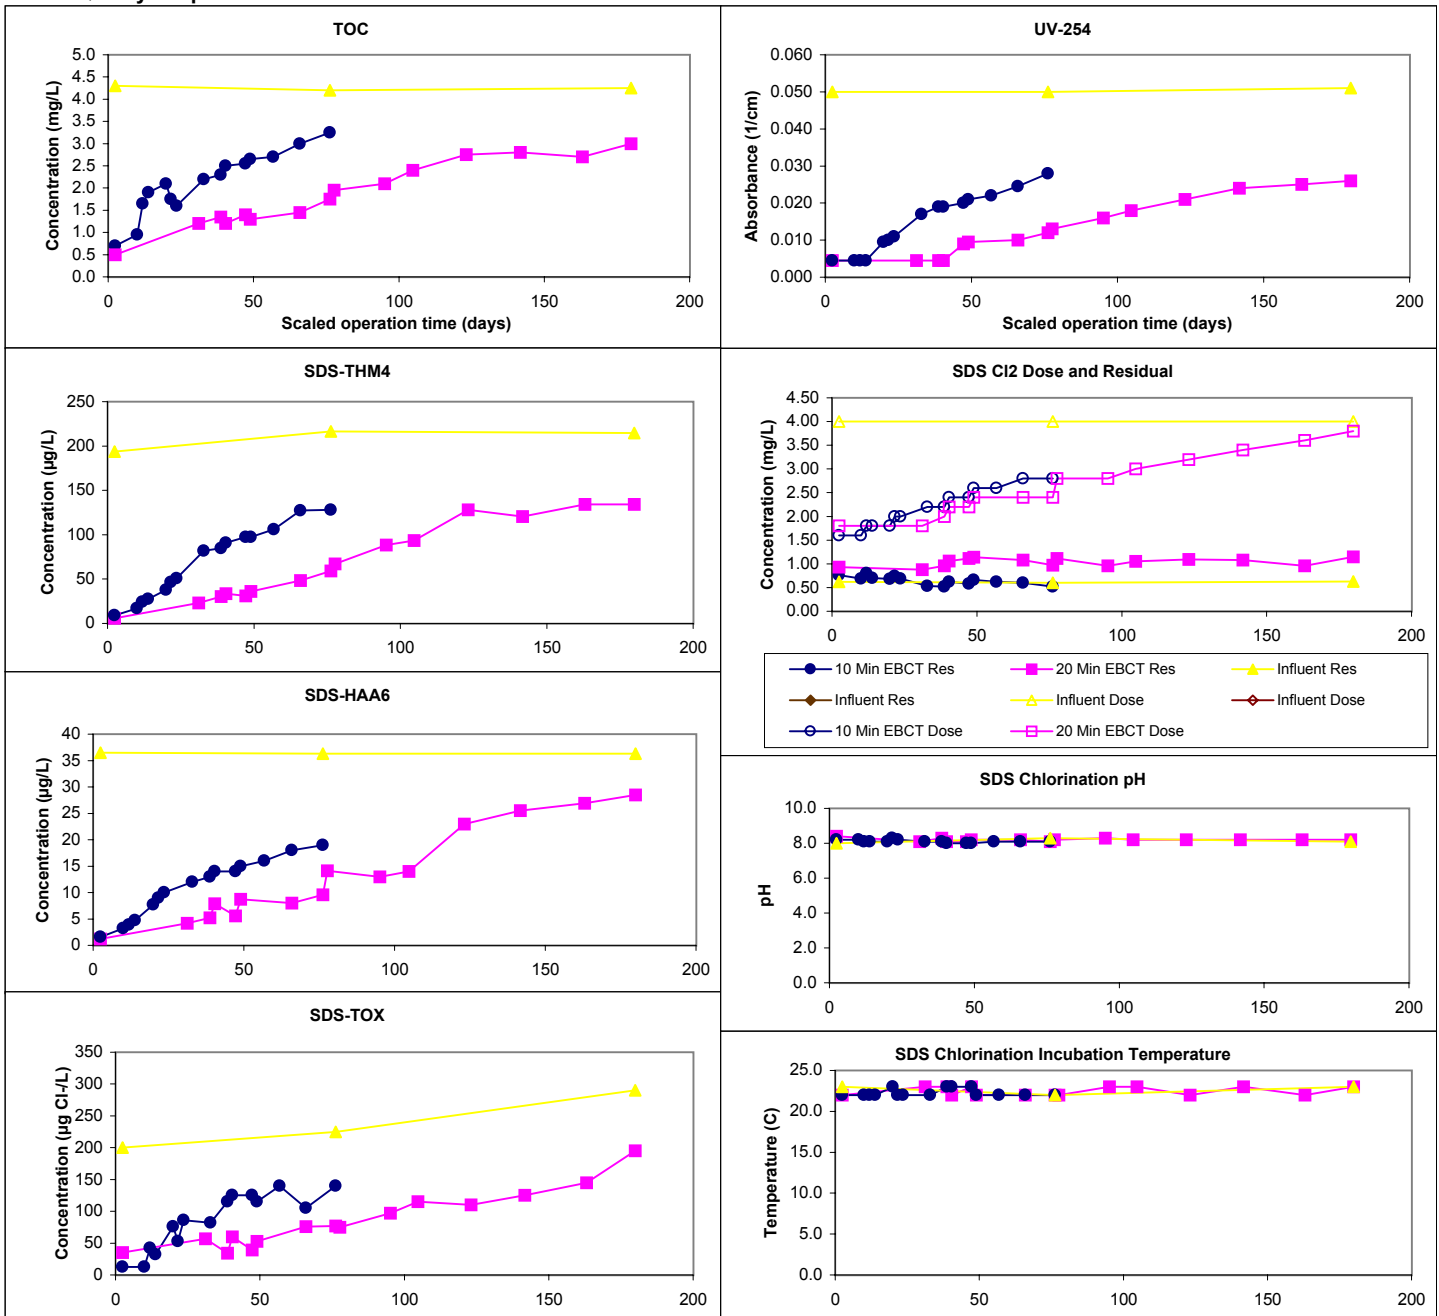 TOC
Concentration (mg/L)
5.0
4.5
4.0
3.5
3.0
2.5
2.0
1.5
1.0
0.5
0.0
0 50 100 150 200
Scaled operation time (days)
UV-254
Absorbance (1/cm)
0.060
0.050
0.040
0.030
0.020
0.010
0.000
0 50 100 150 200
Scaled operation time (days)
SDS-THM4
Concentration (µg/L)
250
200
150
100
50
0
0 50 100 150 200
SDS Cl2 Dose and Residual
Concentration (mg/L)
4.50
4.00
3.50
3.00
2.50
2.00
1.50
1.00
0.50
0.00
0 50 100 150 200
10 Min EBCT Res 20 Min EBCT Res Influent Res
Influent Res Influent Dose Influent Dose
10 Min EBCT Dose 20 Min EBCT Dose
SDS-HAA6
Concentration (µg/L)
40
35
30
25
20
15
10
5
0
0 50 100 150 200
SDS Chlorination pH
pH
10.0
8.0
6.0
4.0
2.0
0.0
0 50 100 150 200
SDS-TOX
Concentration (µg Cl-/L)
350
300
250
200
150
100
50
0
0 50 100 150 200
SDS Chlorination Incubation Temperature
Temperature (C)
25.0
20.0
15.0
10.0
5.0
0.0
0 50 100 150 200